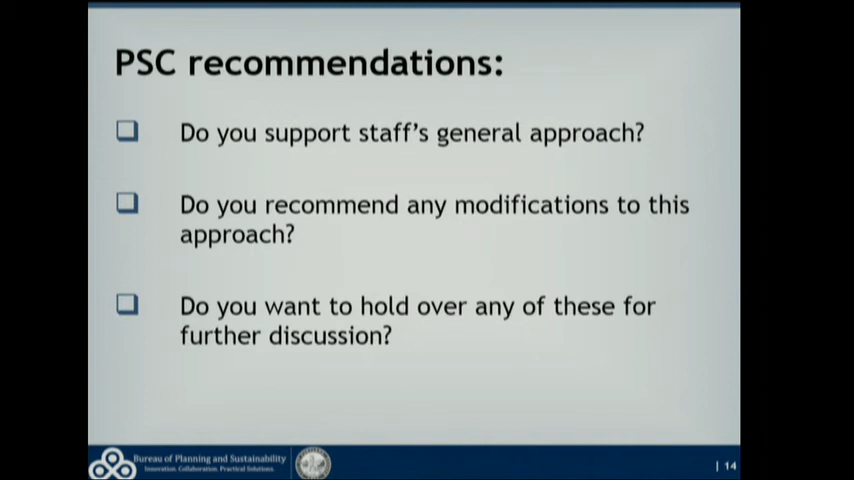 PSC recommendations:
Do you support staff's general approach?
Do you recommend any modifications to this
approach?
Do you want to hold over any of these for
further discussion?
Bureau of Planning and Sustainability
Innovation. Collaboration. Practical Solutions.
| 14